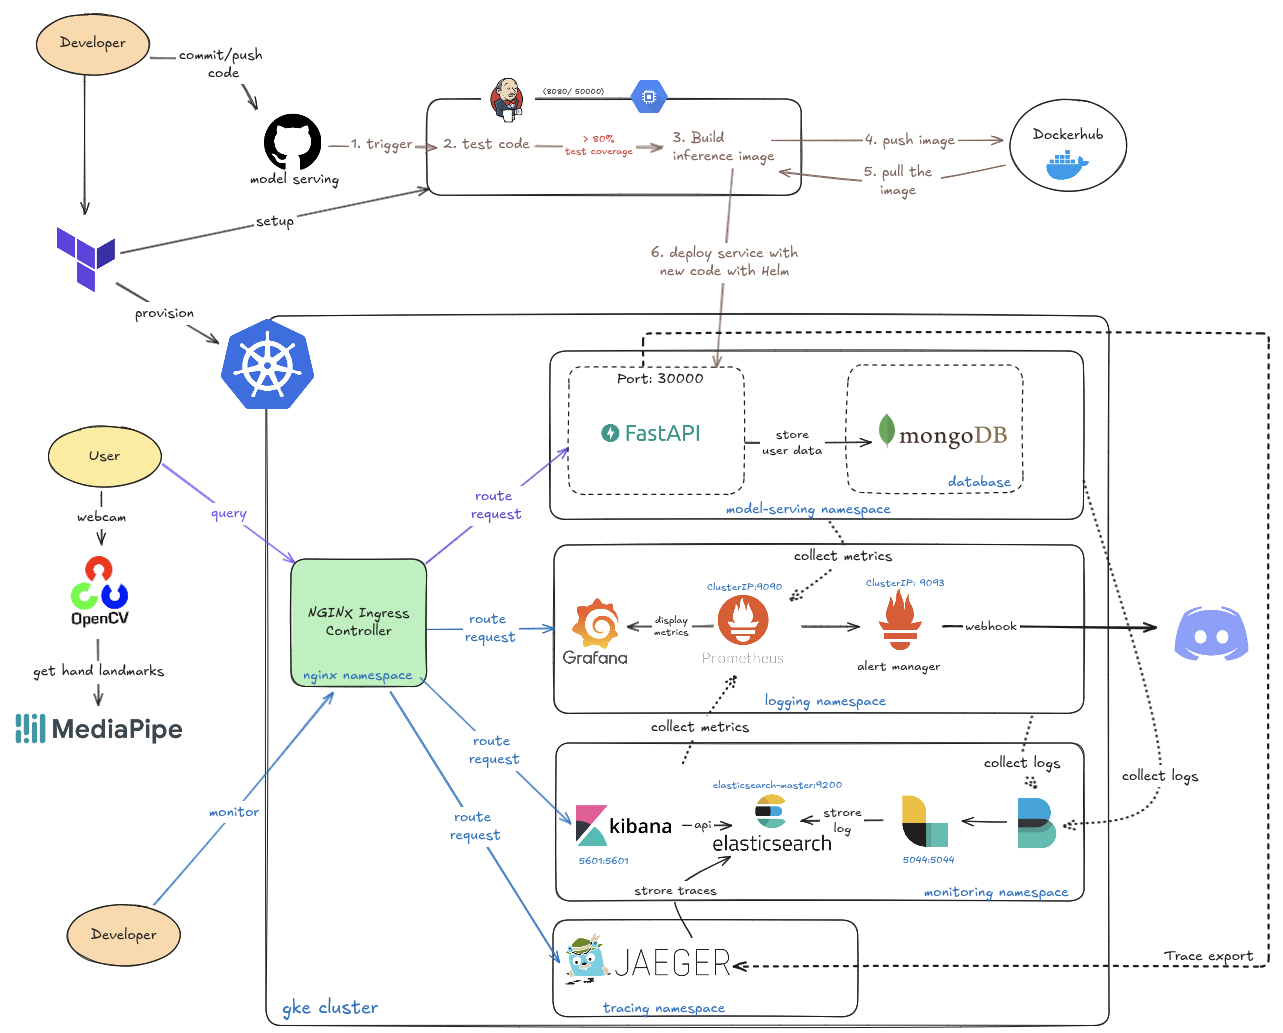 Developer
commit/push
code
(8080/ 50000)
model serving
1. trigger
2. test code
> 80%
test coverage
3. Build
inference image
4. push image
5. pull the
image
Dockerhub
setup
provision
6. deploy service with
new code with Helm
Port: 30000
FastAPI
store
user data
mongoDB
database
model-serving namespace
User
webcam
OpenCV
get hand landmarks
MediaPipe
query
route
request
NGINX Ingress
Controller
nginx namespace
route
request
collect metrics
ClusterIP:9090
ClusterIP: 9093
Grafana
display
metrics
Prometheus
alert manager
webhook
logging namespace
collect metrics
route
request
collect logs
collect logs
elasticsearch-master:9200
kibana
5601:5601
api
elasticsearch
strore
log
5044:5044
monitoring namespace
monitor
route
request
strore traces
Developer
JAEGER
tracing namespace
Trace export
gke cluster